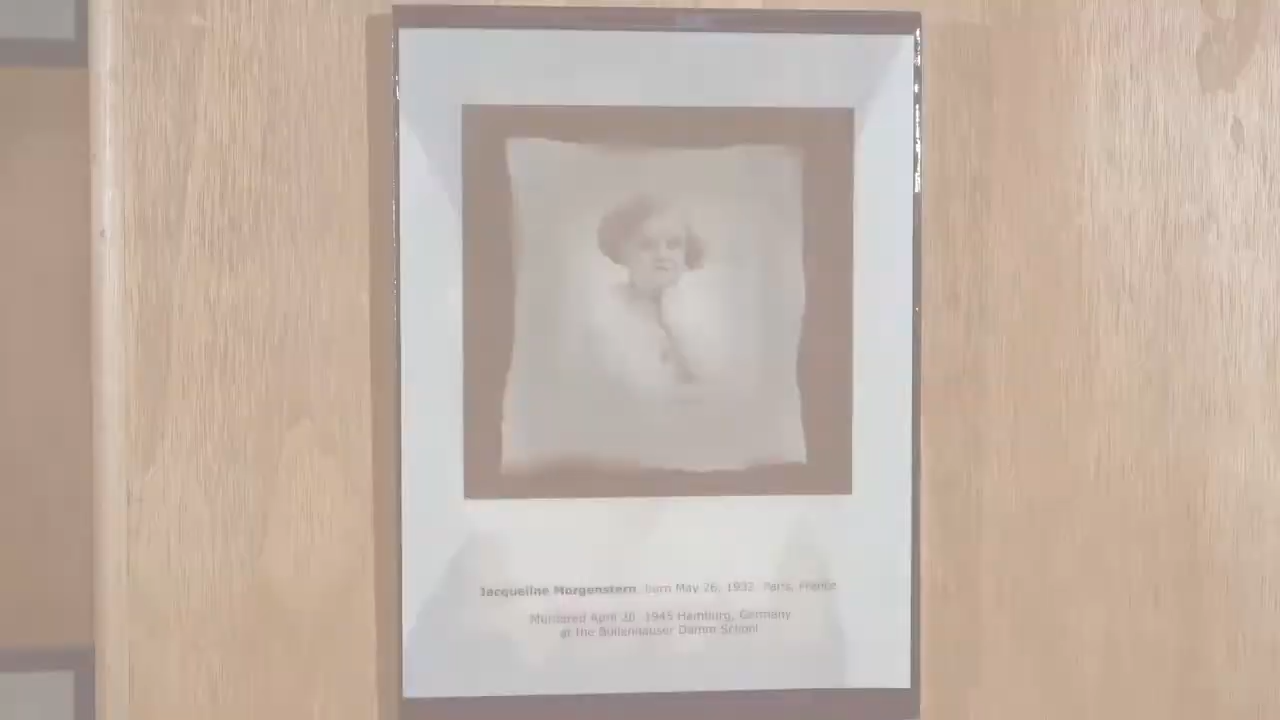 Jacqueline Morgenstern, born May 26, 1932, Paris, France
Murdered April 20, 1945 Hamburg, Germany
at the Bullenhauser Damm School